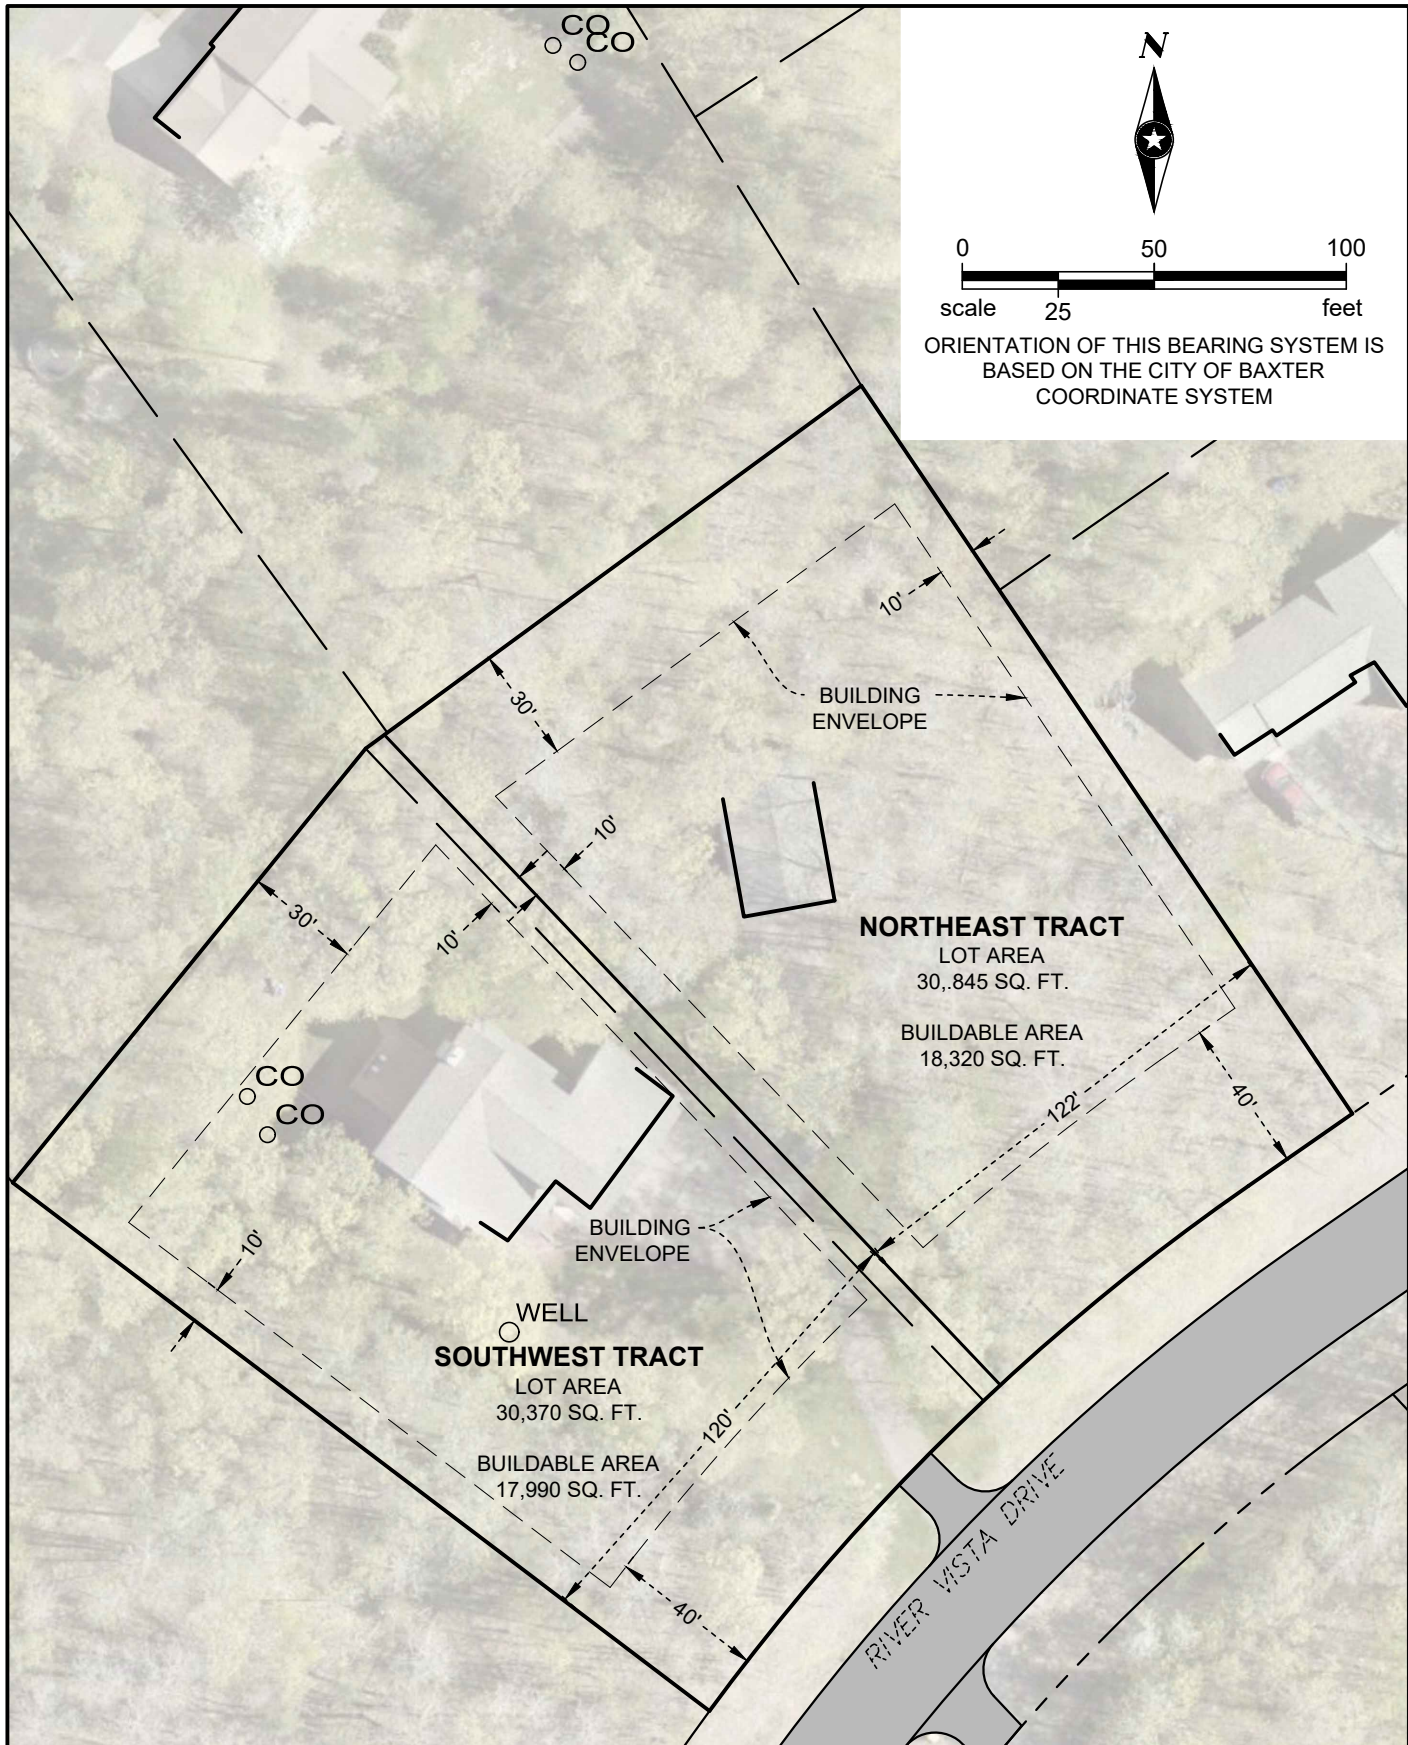 CO
CO
N
0 50 100
scale 25 feet
ORIENTATION OF THIS BEARING SYSTEM IS
BASED ON THE CITY OF BAXTER
COORDINATE SYSTEM
10'
30'
BUILDING
ENVELOPE
10'
30'
10'
NORTHEAST TRACT
LOT AREA
30,.845 SQ. FT.
BUILDABLE AREA
18,320 SQ. FT.
CO
CO
122'
40'
10'
BUILDING
ENVELOPE
WELL
SOUTHWEST TRACT
LOT AREA
30,370 SQ. FT.
BUILDABLE AREA
17,990 SQ. FT.
120'
40'
RIVER VISTA DRIVE